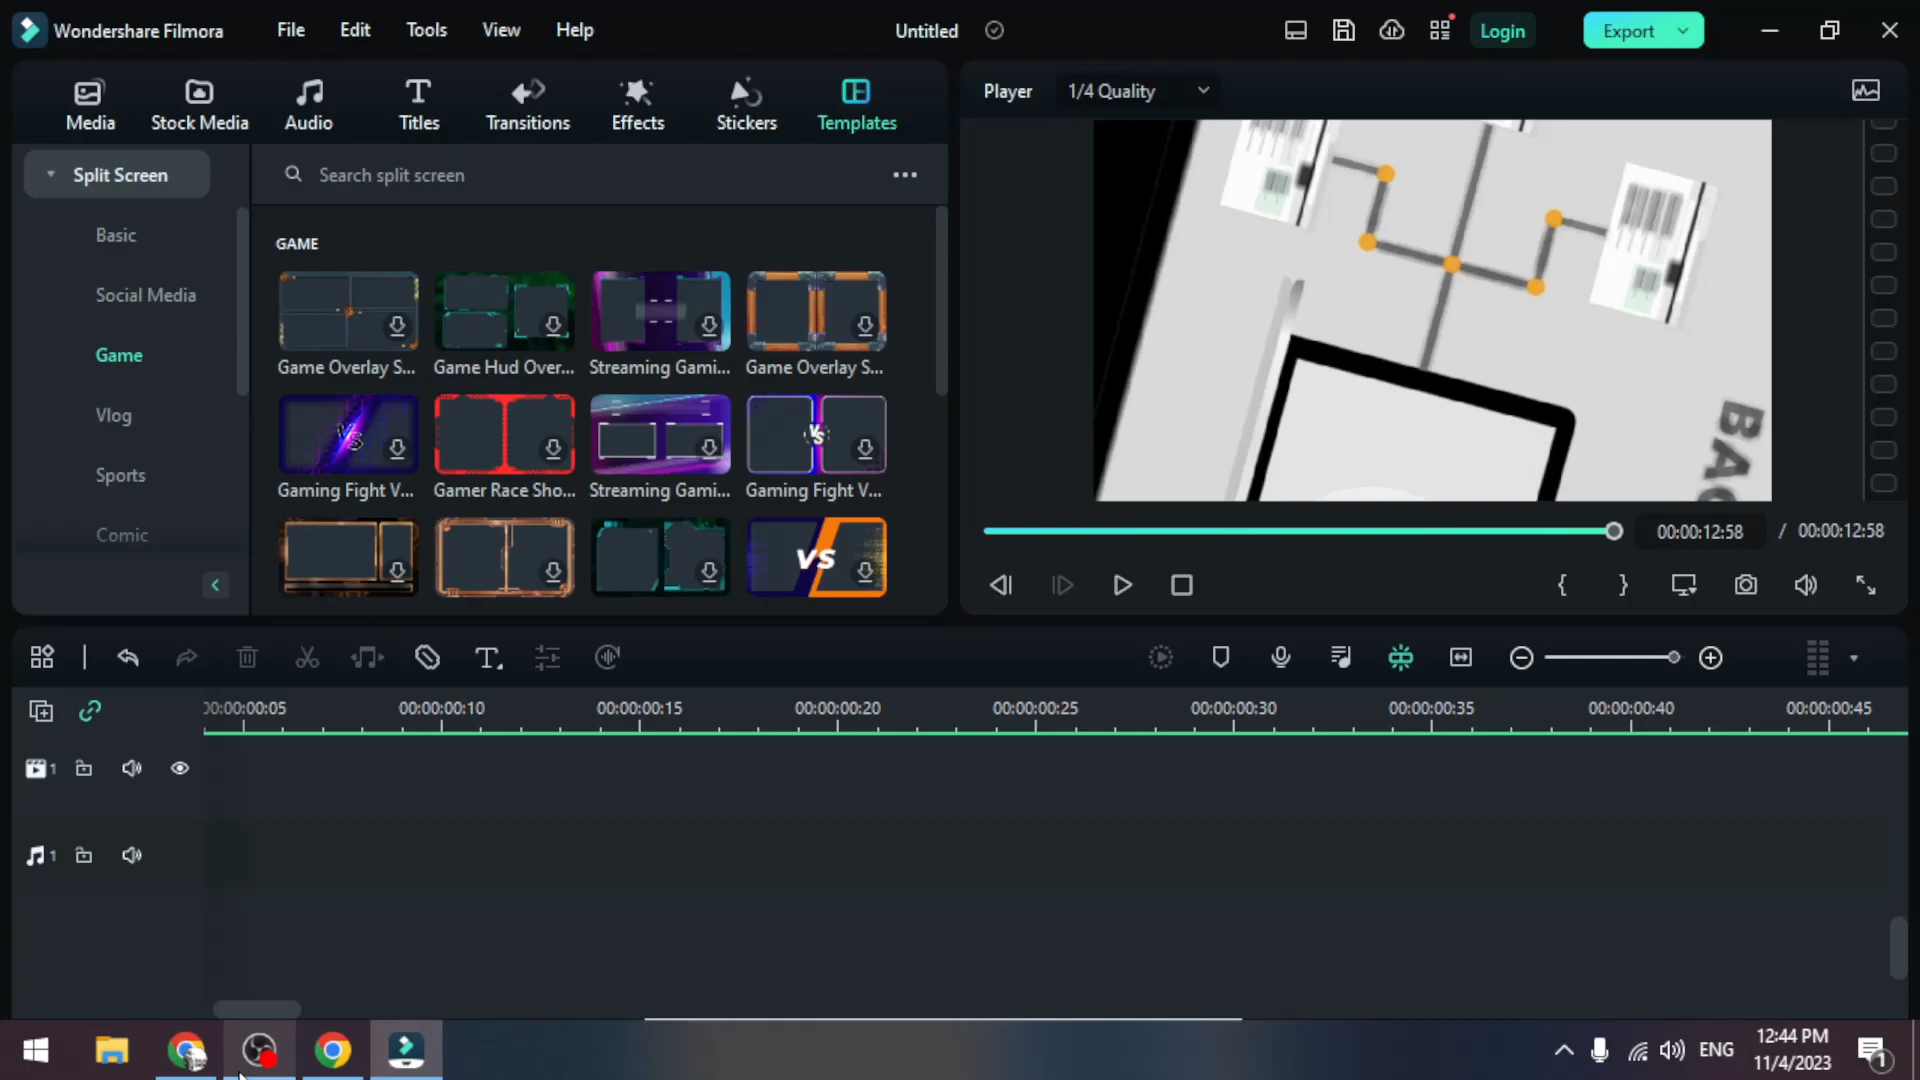 Wondershare Filmora
File
Edit
Tools
View
Help
Untitled
Login
Export
Media
Stock Media
Audio
Titles
Transitions
Effects
Stickers
Templates
Player
1/4 Quality
Split Screen
Search split screen
Basic
Social Media
Game
Vlog
Sports
Comic
GAME
Game Overlay S...
Game Hud Over...
Streaming Gami...
Game Overlay S...
VS
VS
Gaming Fight V...
Gamer Race Sho...
Streaming Gami...
Gaming Fight V...
VS
BAC
00:00:12:58 / 00:00:12:58
00:00:00:05
00:00:00:10
00:00:00:15
00:00:00:20
00:00:00:25
00:00:00:30
00:00:00:35
00:00:00:40
00:00:00:45
1
1
ENG
12:44 PM
11/4/2023
1